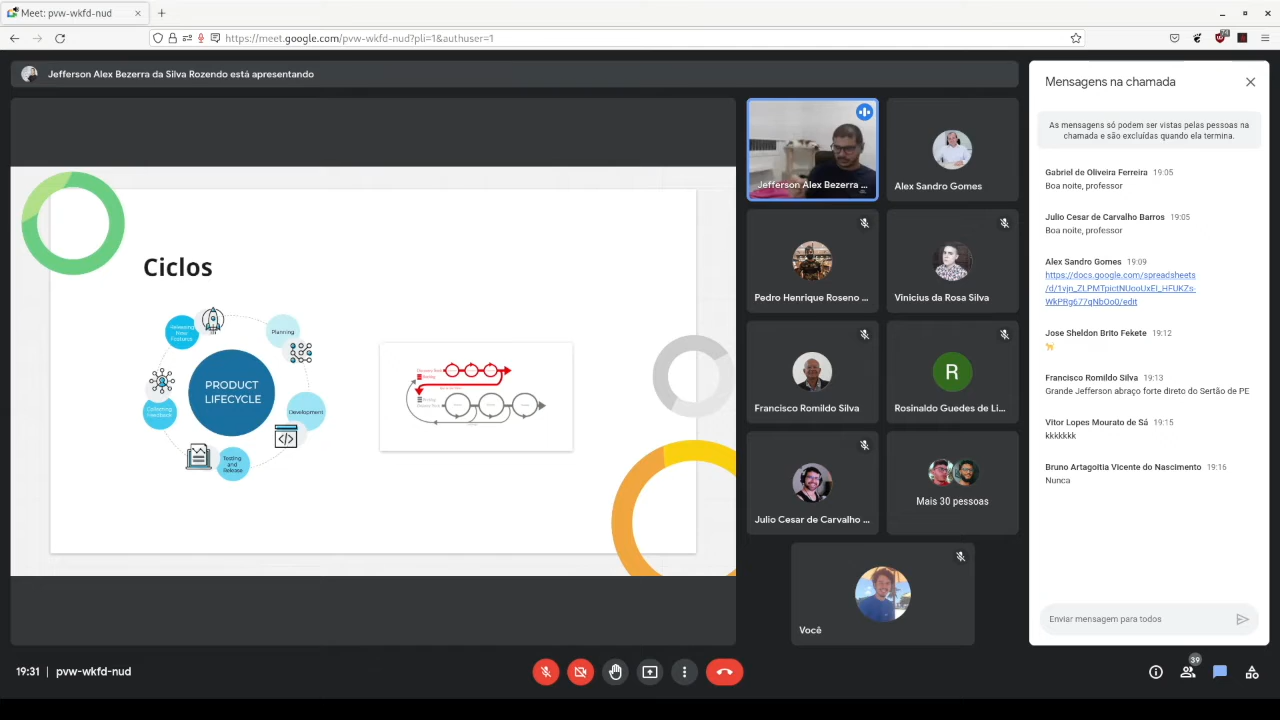 Meet: pvw-wkfd-nud
https://meet.google.com/pvw-wkfd-nud?pli=1&authuser=1
Jefferson Alex Bezerra da Silva Rozendo está apresentando
Ciclos
Releasing New Features
Planning
PRODUCT
LIFECYCLE
Collecting Feedback
Development
Testing and Release
Jefferson Alex Bezerra ...
Alex Sandro Gomes
Pedro Henrique Roseno ...
Vinicius da Rosa Silva
Francisco Romildo Silva
R
Rosinaldo Guedes de Li...
Julio Cesar de Carvalho ...
Mais 30 pessoas
Você
Mensagens na chamada
As mensagens só podem ser vistas pelas pessoas na
chamada e são excluídas quando ela termina.
Gabriel de Oliveira Ferreira 19:05
Boa noite, professor
Julio Cesar de Carvalho Barros 19:05
Boa noite, professor
Alex Sandro Gomes 19:09
https://docs.google.com/spreadsheets
/d/1vjn_ZLPMTpictNUooUxEI_HFUKZs-
WkPRg677qNbOo0/edit
Jose Sheldon Brito Fekete 19:12
Francisco Romildo Silva 19:13
Grande Jefferson abraço forte direto do Sertão de PE
Vitor Lopes Mourato de Sá 19:15
kkkkkkk
Bruno Artagoitia Vicente do Nascimento 19:16
Nunca
Enviar mensagem para todos
19:31 | pvw-wkfd-nud
39